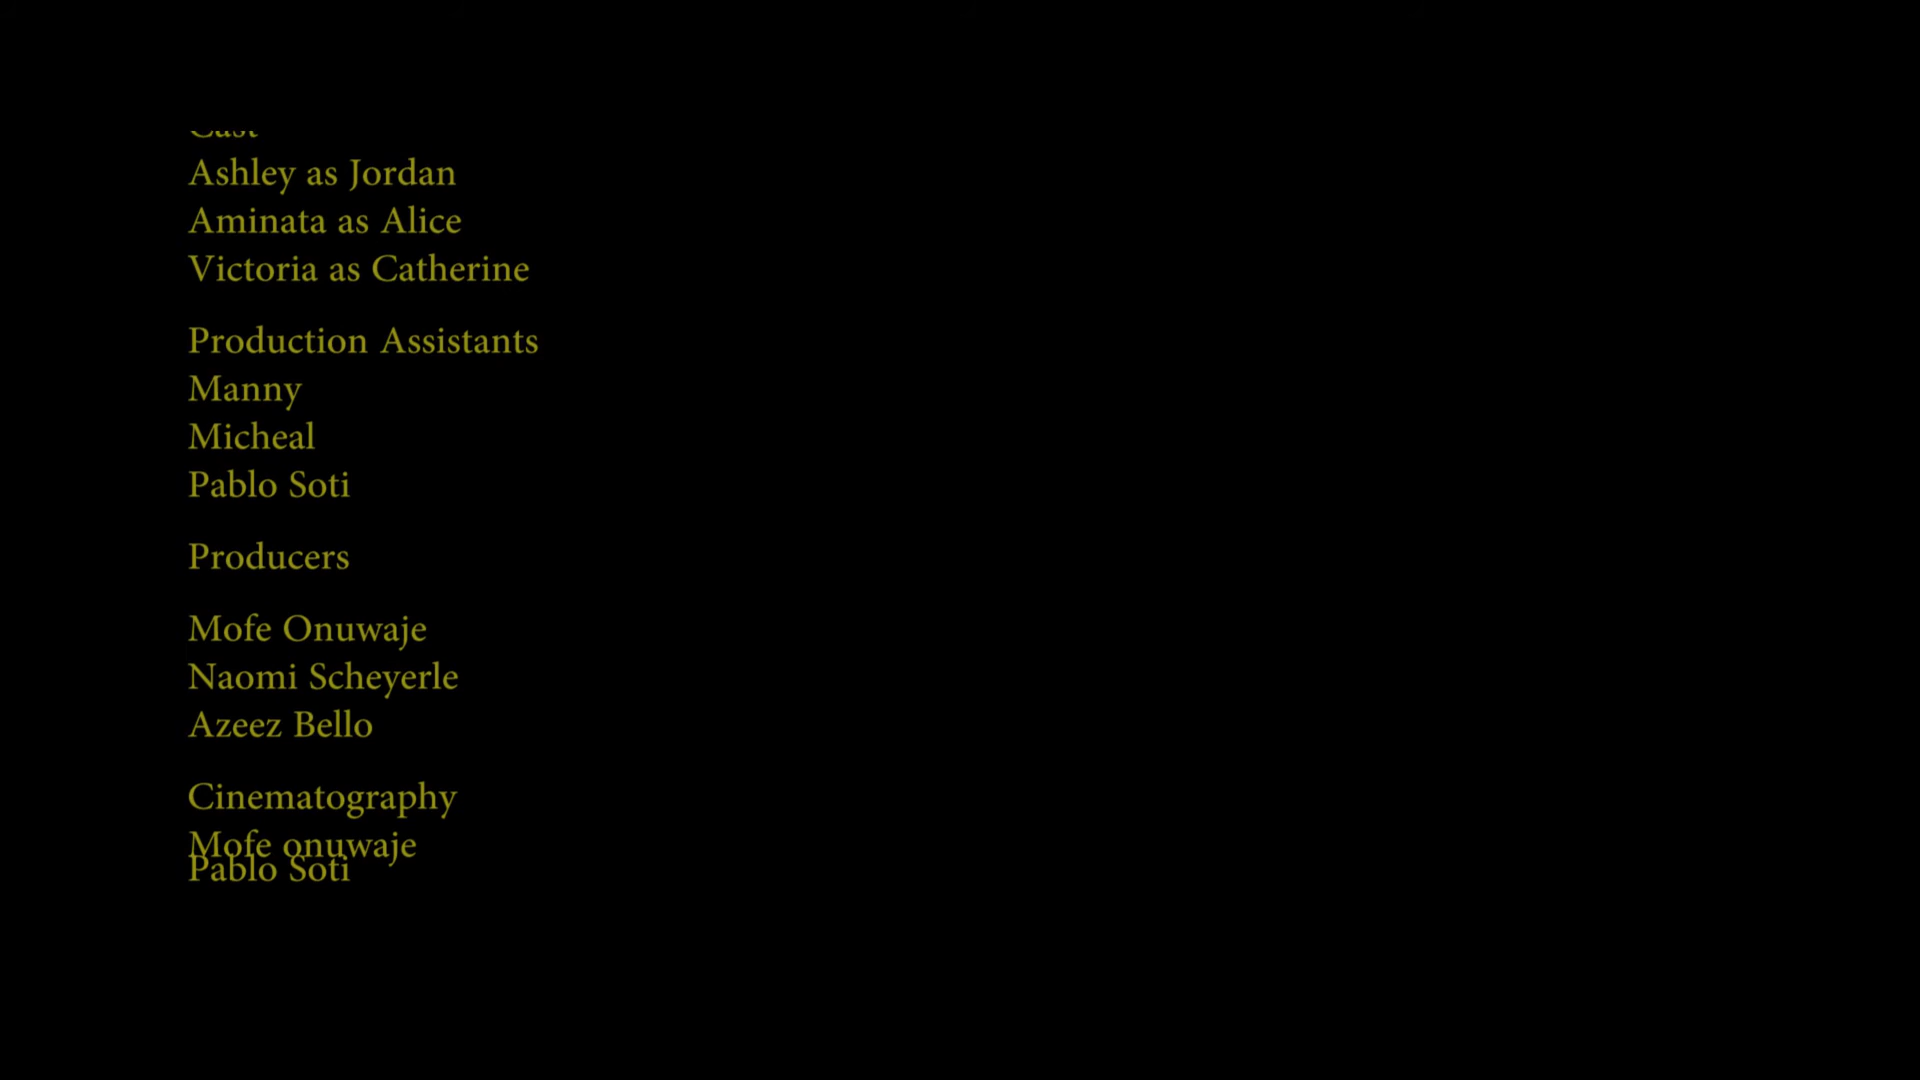 Cast
Ashley as Jordan
Aminata as Alice
Victoria as Catherine
Production Assistants
Manny
Micheal
Pablo Soti
Producers
Mofe Onuwaje
Naomi Scheyerle
Azeez Bello
Cinematography
Mofe onuwaje
Pablo Soti